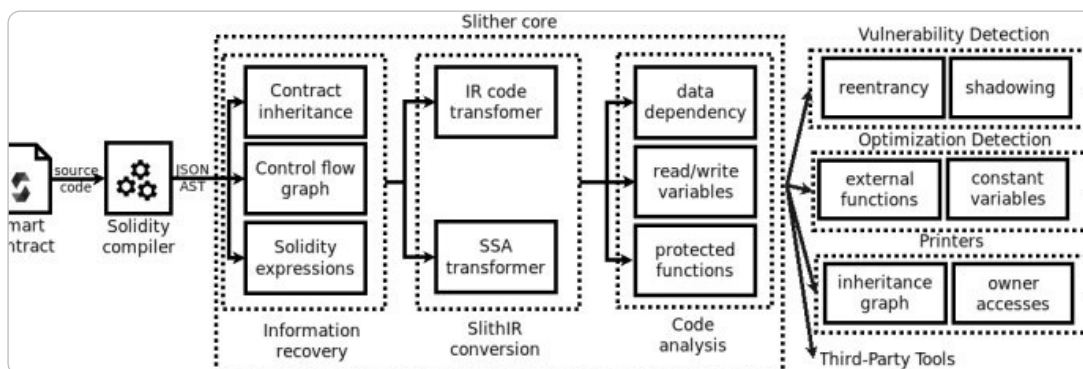 Slither core
Vulnerability Detection
reentrancy
shadowing
Optimization Detection
external
functions
constant
variables
Printers
inheritance
graph
owner
accesses
Third-Party Tools
mart
ntract
source
code
Solidity
compiler
JSON
AST
Contract
inheritance
Control flow
graph
Solidity
expressions
Information
recovery
IR code
transfomer
SSA
transformer
SlithIR
conversion
data
dependency
read/write
variables
protected
functions
Code
analysis